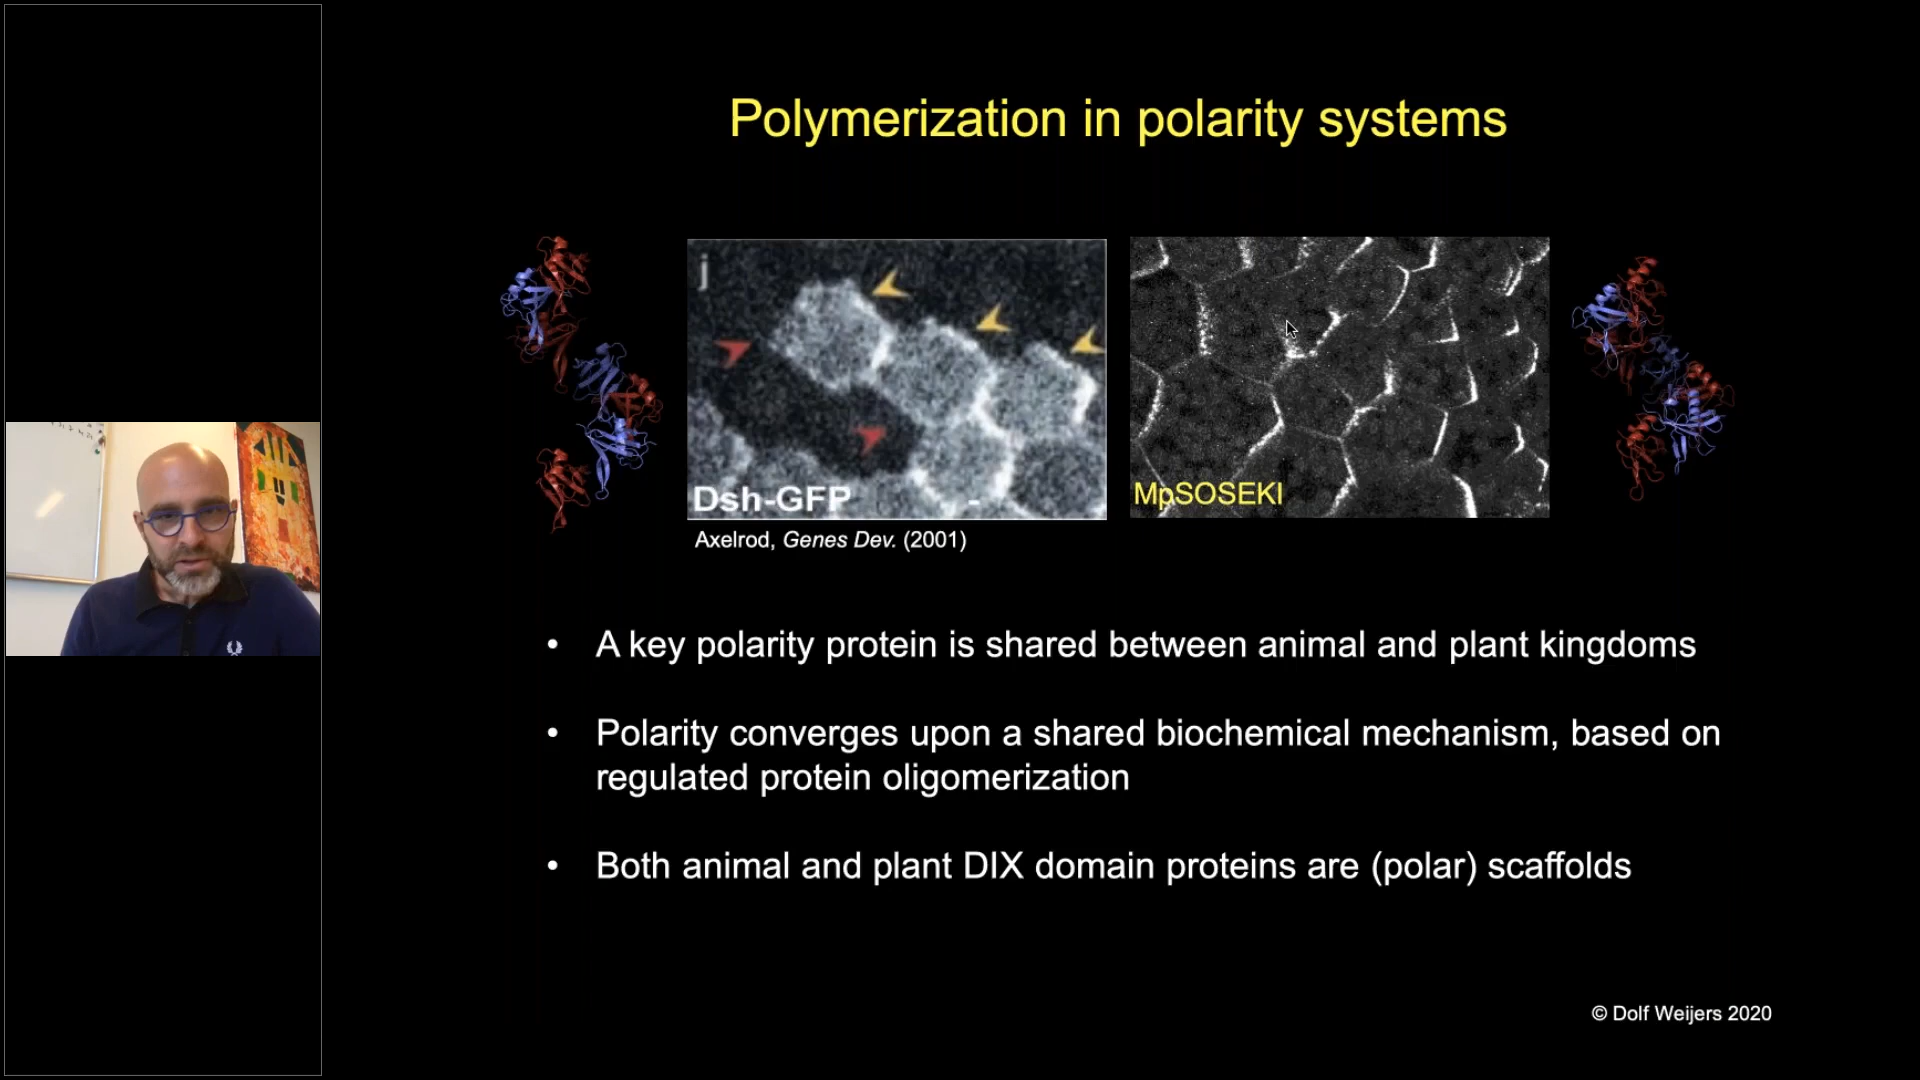 Polymerization in polarity systems
j
Dsh-GFP
MpSOSEKI
Axelrod, Genes Dev. (2001)
• A key polarity protein is shared between animal and plant kingdoms
• Polarity converges upon a shared biochemical mechanism, based on
regulated protein oligomerization
• Both animal and plant DIX domain proteins are (polar) scaffolds
© Dolf Weijers 2020